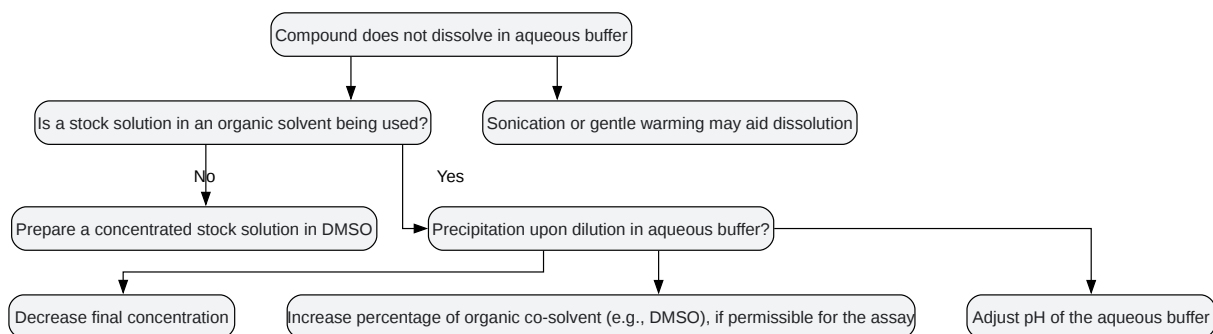 Compound does not dissolve in aqueous buffer
Is a stock solution in an organic solvent being used?
Sonication or gentle warming may aid dissolution
No
Yes
Prepare a concentrated stock solution in DMSO
Precipitation upon dilution in aqueous buffer?
Decrease final concentration
Increase percentage of organic co-solvent (e.g., DMSO), if permissible for the assay
Adjust pH of the aqueous buffer